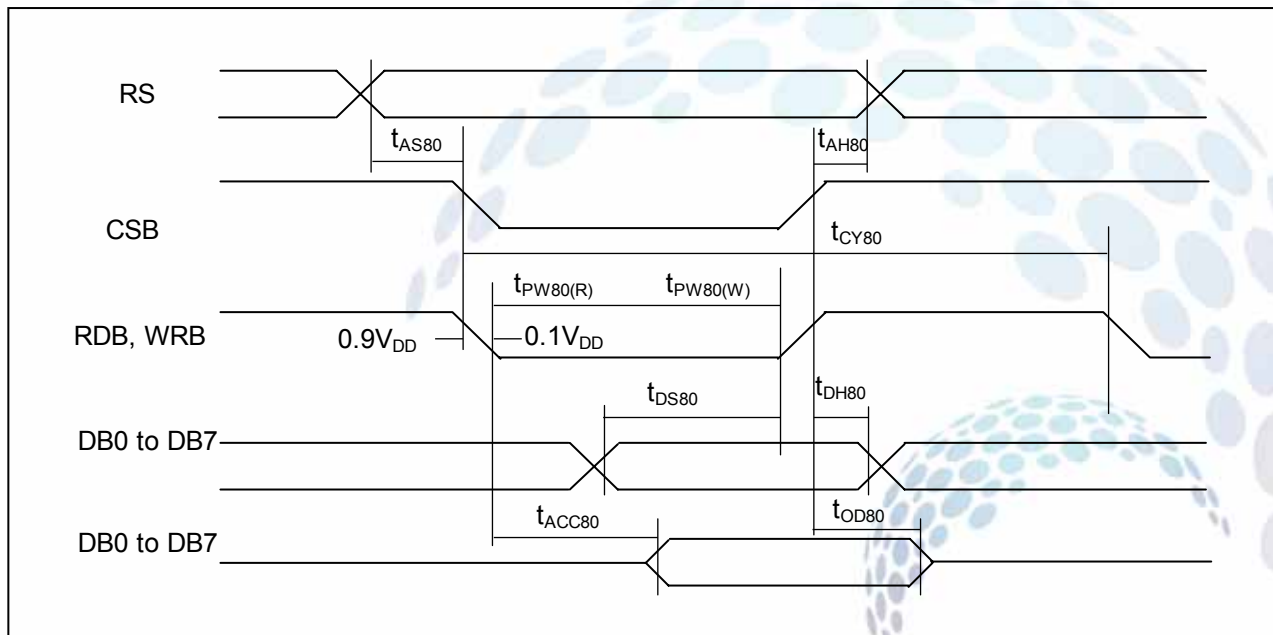 RS
tAS80
tAH80
CSB
tCY80
tPW80(R) tPW80(W)
RDB, WRB
0.9VDD 0.1VDD
tDS80
tDH80
DB0 to DB7
tACC80
tOD80
DB0 to DB7